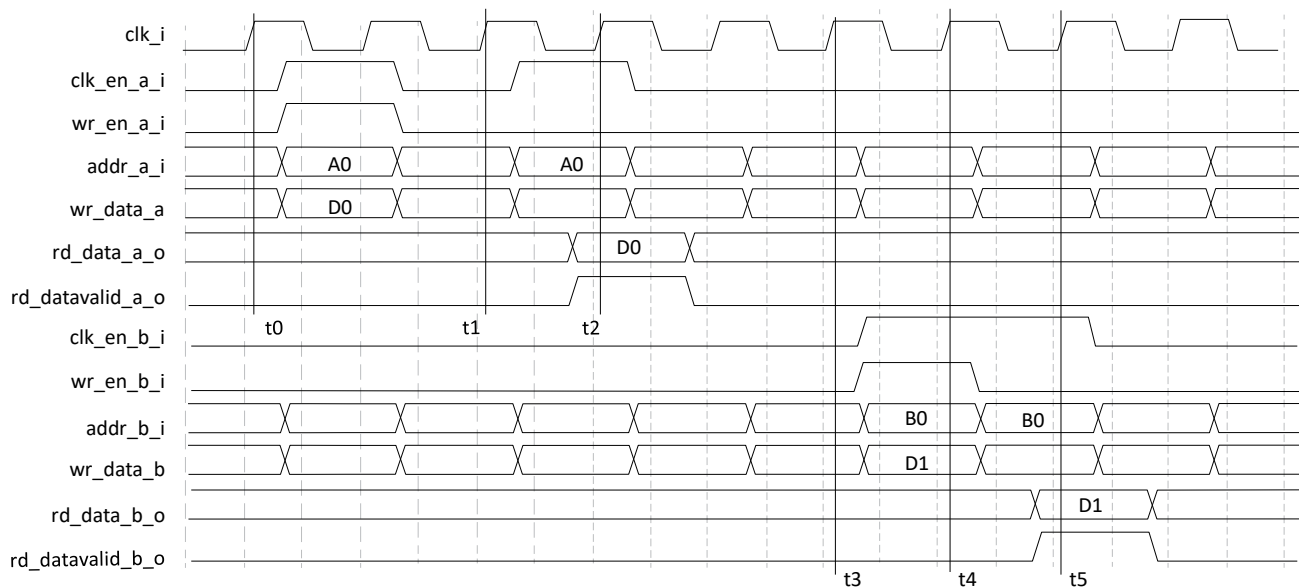 clk_i
clk_en_a_i
wr_en_a_i
addr_a_i A0 A0
wr_data_a D0
rd_data_a_o D0
rd_datavalid_a_o
t0 t1 t2
clk_en_b_i
wr_en_b_i
addr_b_i B0 B0
wr_data_b D1
rd_data_b_o D1
rd_datavalid_b_o
t3 t4 t5